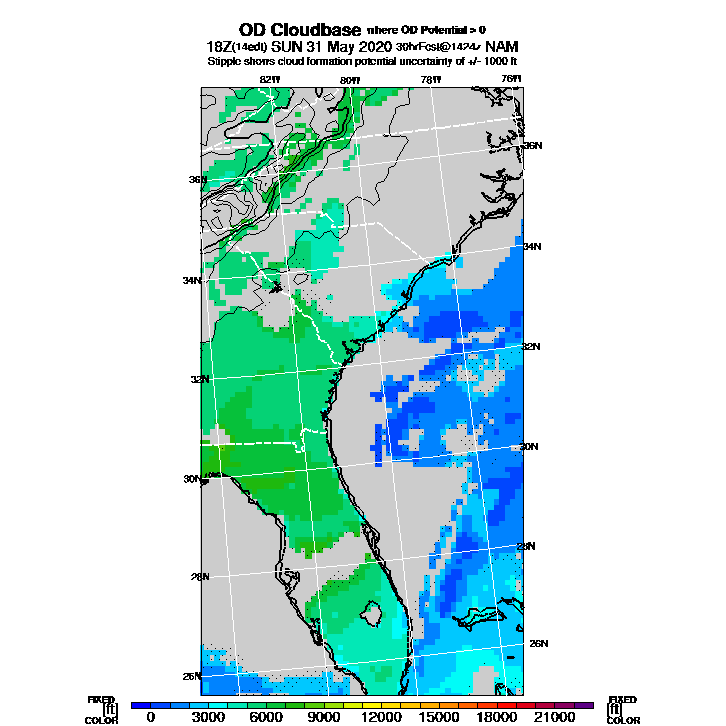 OD Cloudbase where OD Potential > 0
18Z(14edt) SUN 31 May 2020 39hrFcst@1424z NAM
Stipple shows cloud formation potential uncertainty of +/- 1000 ft
82W 80W 78W 76W
36N
36N
34N
34N
32N
32N
30N
30N
28N
28N
26N
26N
FIXED FIXED
[ft] [ft]
COLOR COLOR
0 3000 6000 9000 12000 15000 18000 21000